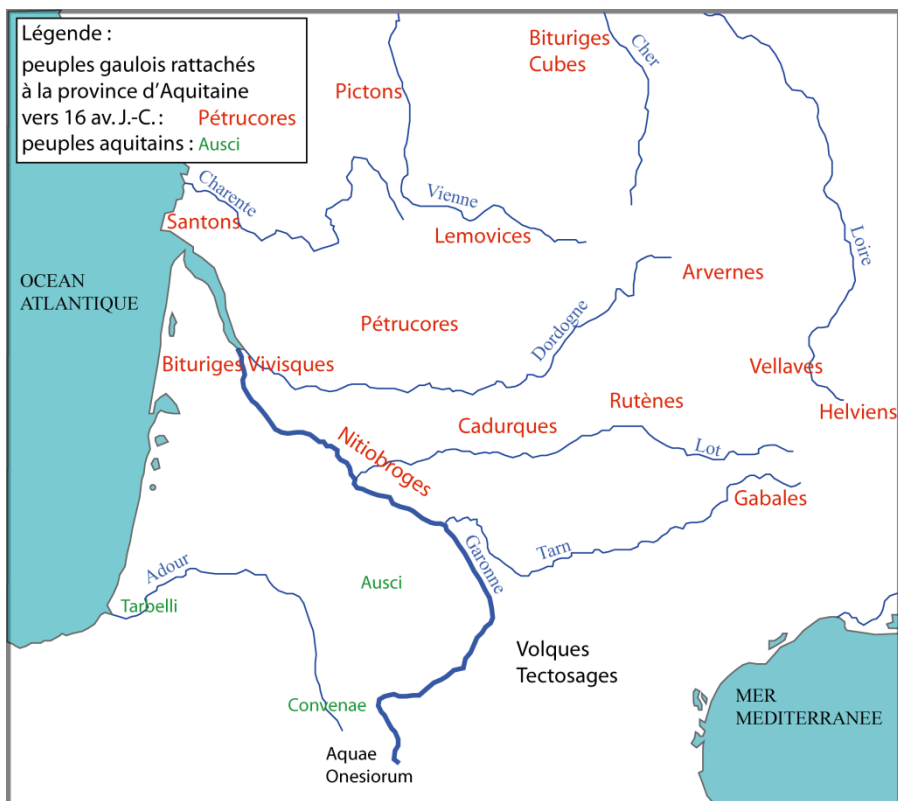 Légende :
peuples gaulois rattachés
à la province d’Aquitaine
vers 16 av. J.-C. : Pétrucores
peuples aquitains : Ausci
Bituriges
Cubes
Cher
Pictons
Charente
Vienne
Santons
Lemovices
Loire
OCEAN
ATLANTIQUE
Arvernes
Pétrucores
Dordogne
Bituriges Vivisques
Vellaves
Rutènes
Helviens
Cadurques
Nitiobroges
Lot
Gabales
Garonne
Tarn
Adour
Ausci
Tarbelli
Volques
Tectosages
Convenae
MER
MEDITERRANEE
Aquae
Onesiorum